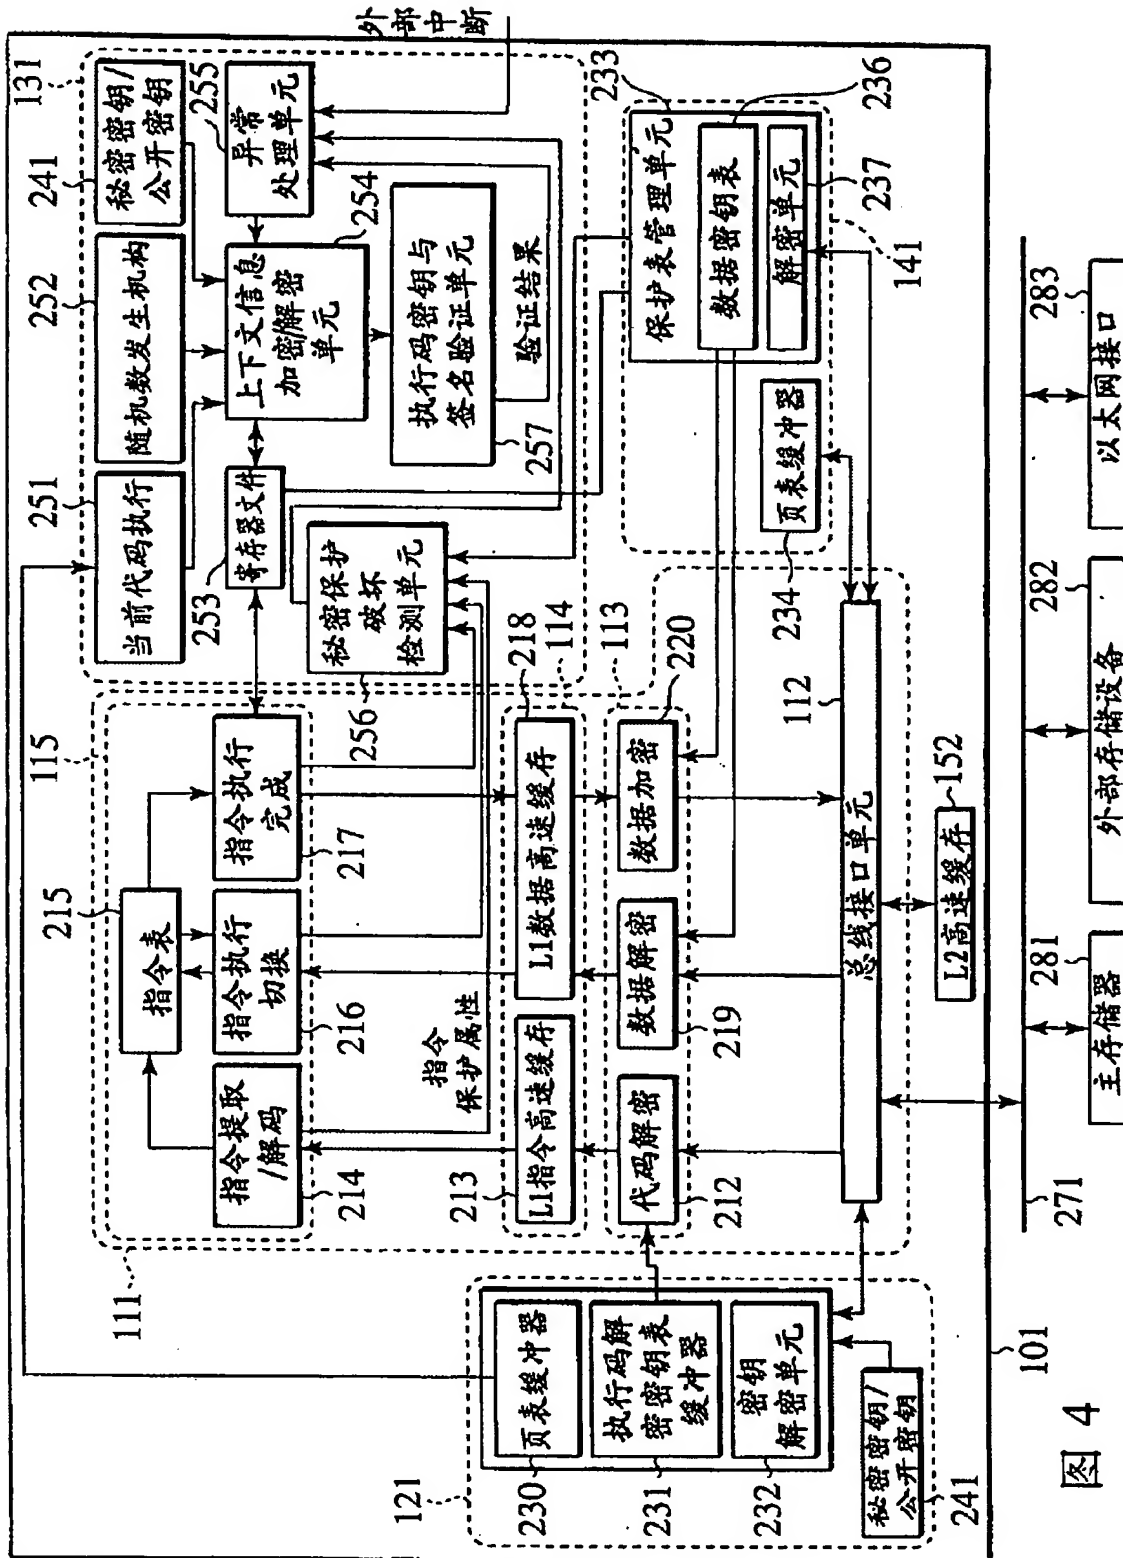 111
115
指令表
215
指令提取
/解码
214
指令执行
切换
216
指令执行
完成
217
指令
保护属性
L1指令高速缓存
213
L1数据高速缓存
218
114
代码解密
212
数据解密
219
数据加密
220
113
总线接口单元
112
L2高速缓存
152
121
页表缓冲器
230
执行码解
密密钥表
缓冲器
231
密钥
解密单元
232
秘密密钥/
公开密钥
241
101
131
当前代码执行
251
随机数发生机构
252
秘密密钥/
公开密钥
241
寄存器文件
253
上下文信息
加密/解密
单元
254
异常
处理单元
255
外部中断
秘密保护
破坏
检测单元
256
执行码密钥与
签名验证单元
257
验证结果
保护表管理单元
233
数据密钥表
236
解密单元
237
页表缓冲器
234
141
271
主存储器
281
外部存储设备
282
以太网接口
283
图 4